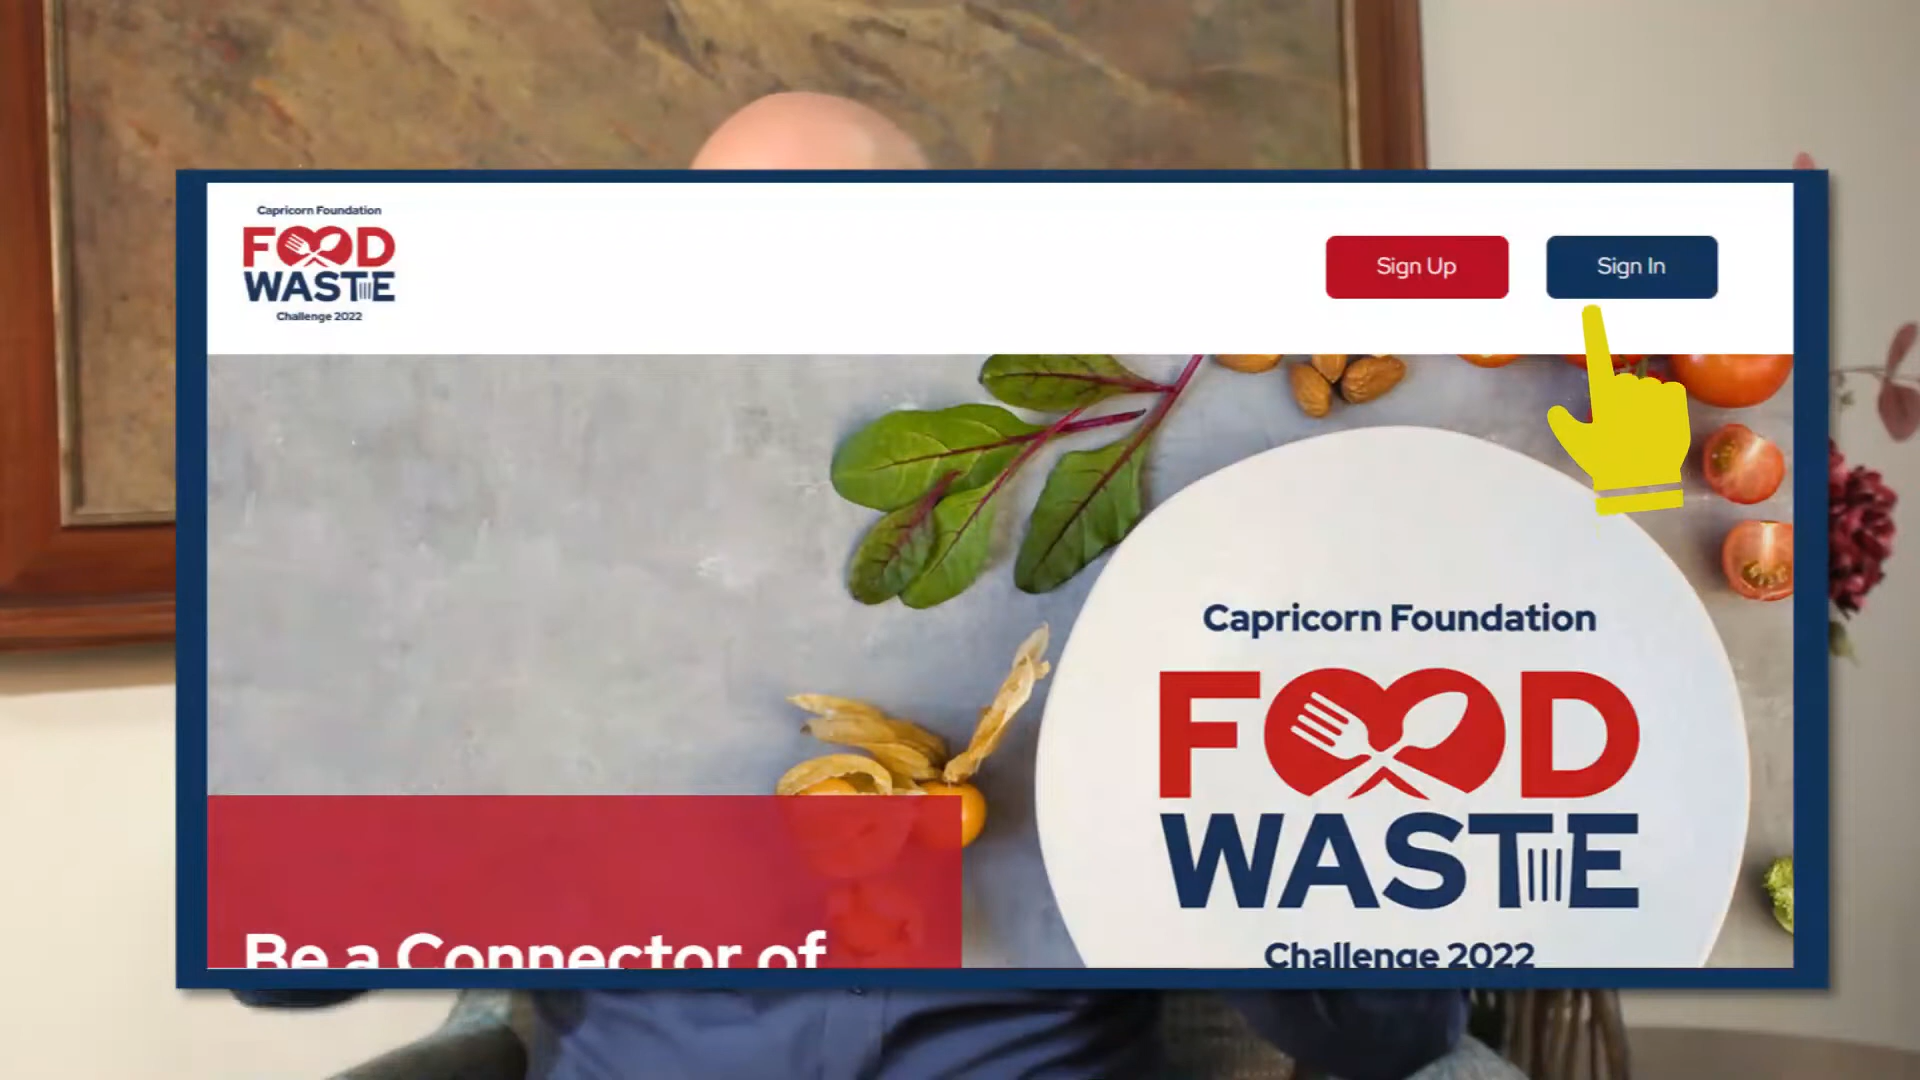 Capricorn Foundation
FOOD
WASTE
Challenge 2022
Sign Up
Sign In
Capricorn Foundation
FOOD
WASTE
Challenge 2022
Be a Connector of